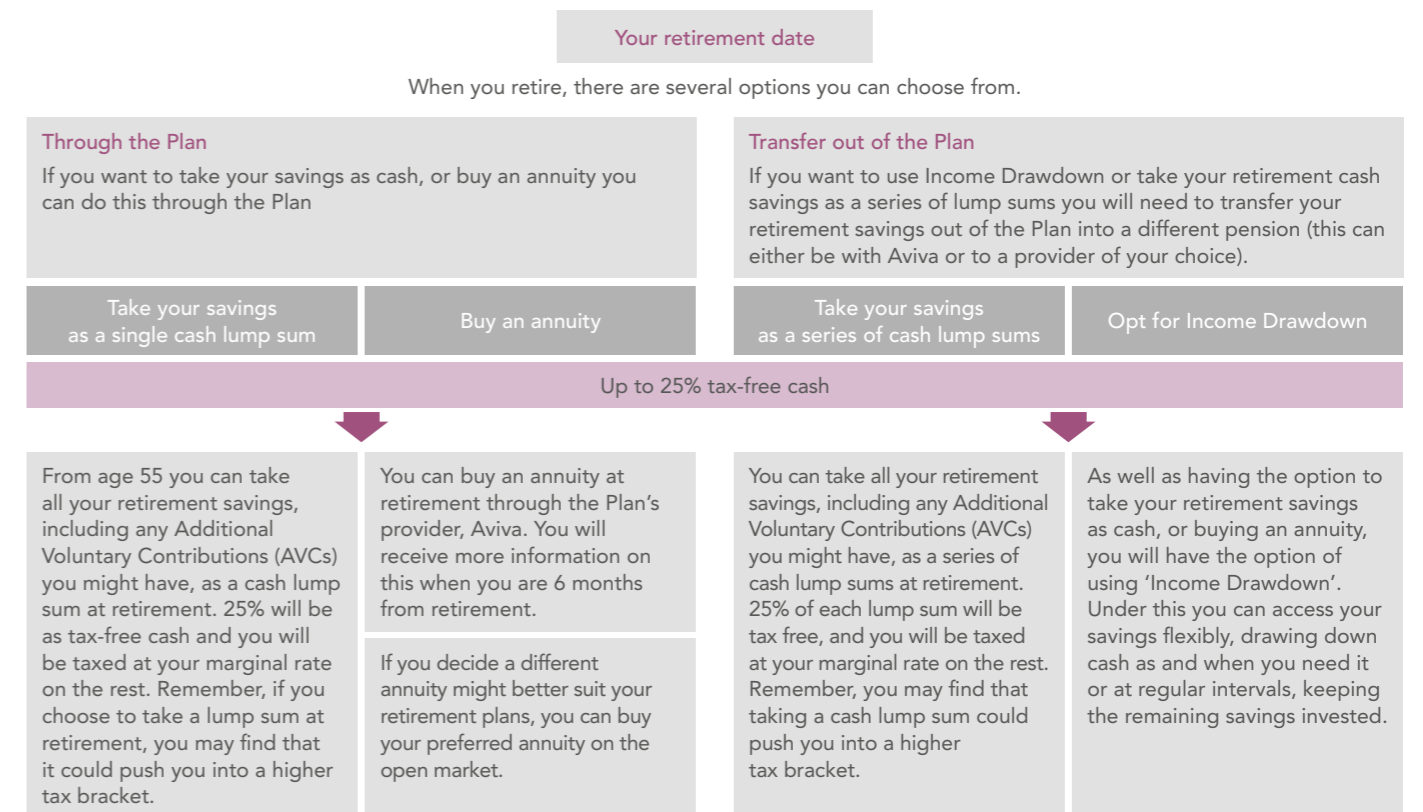 Your retirement date
When you retire, there are several options you can choose from.
Through the Plan
If you want to take your savings as cash, or buy an annuity you
can do this through the Plan
Transfer out of the Plan
If you want to use Income Drawdown or take your retirement cash
savings as a series of lump sums you will need to transfer your
retirement savings out of the Plan into a different pension (this can
either be with Aviva or to a provider of your choice).
Take your savings
as a single cash lump sum
Buy an annuity
Take your savings
as a series of cash lump sums
Opt for Income Drawdown
Up to 25% tax-free cash
From age 55 you can take
all your retirement savings,
including any Additional
Voluntary Contributions (AVCs)
you might have, as a cash lump
sum at retirement. 25% will be
as tax-free cash and you will
be taxed at your marginal rate
on the rest. Remember, if you
choose to take a lump sum at
retirement, you may find that
it could push you into a higher
tax bracket.
You can buy an annuity at
retirement through the Plan’s
provider, Aviva. You will
receive more information on
this when you are 6 months
from retirement.
If you decide a different
annuity might better suit your
retirement plans, you can buy
your preferred annuity on the
open market.
You can take all your retirement
savings, including any Additional
Voluntary Contributions (AVCs)
you might have, as a series of
cash lump sums at retirement.
25% of each lump sum will be
tax free, and you will be taxed
at your marginal rate on the rest.
Remember, you may find that
taking a cash lump sum could
push you into a higher
tax bracket.
As well as having the option to
take your retirement savings
as cash, or buying an annuity,
you will have the option of
using ‘Income Drawdown’.
Under this you can access your
savings flexibly, drawing down
cash as and when you need it
or at regular intervals, keeping
the remaining savings invested.